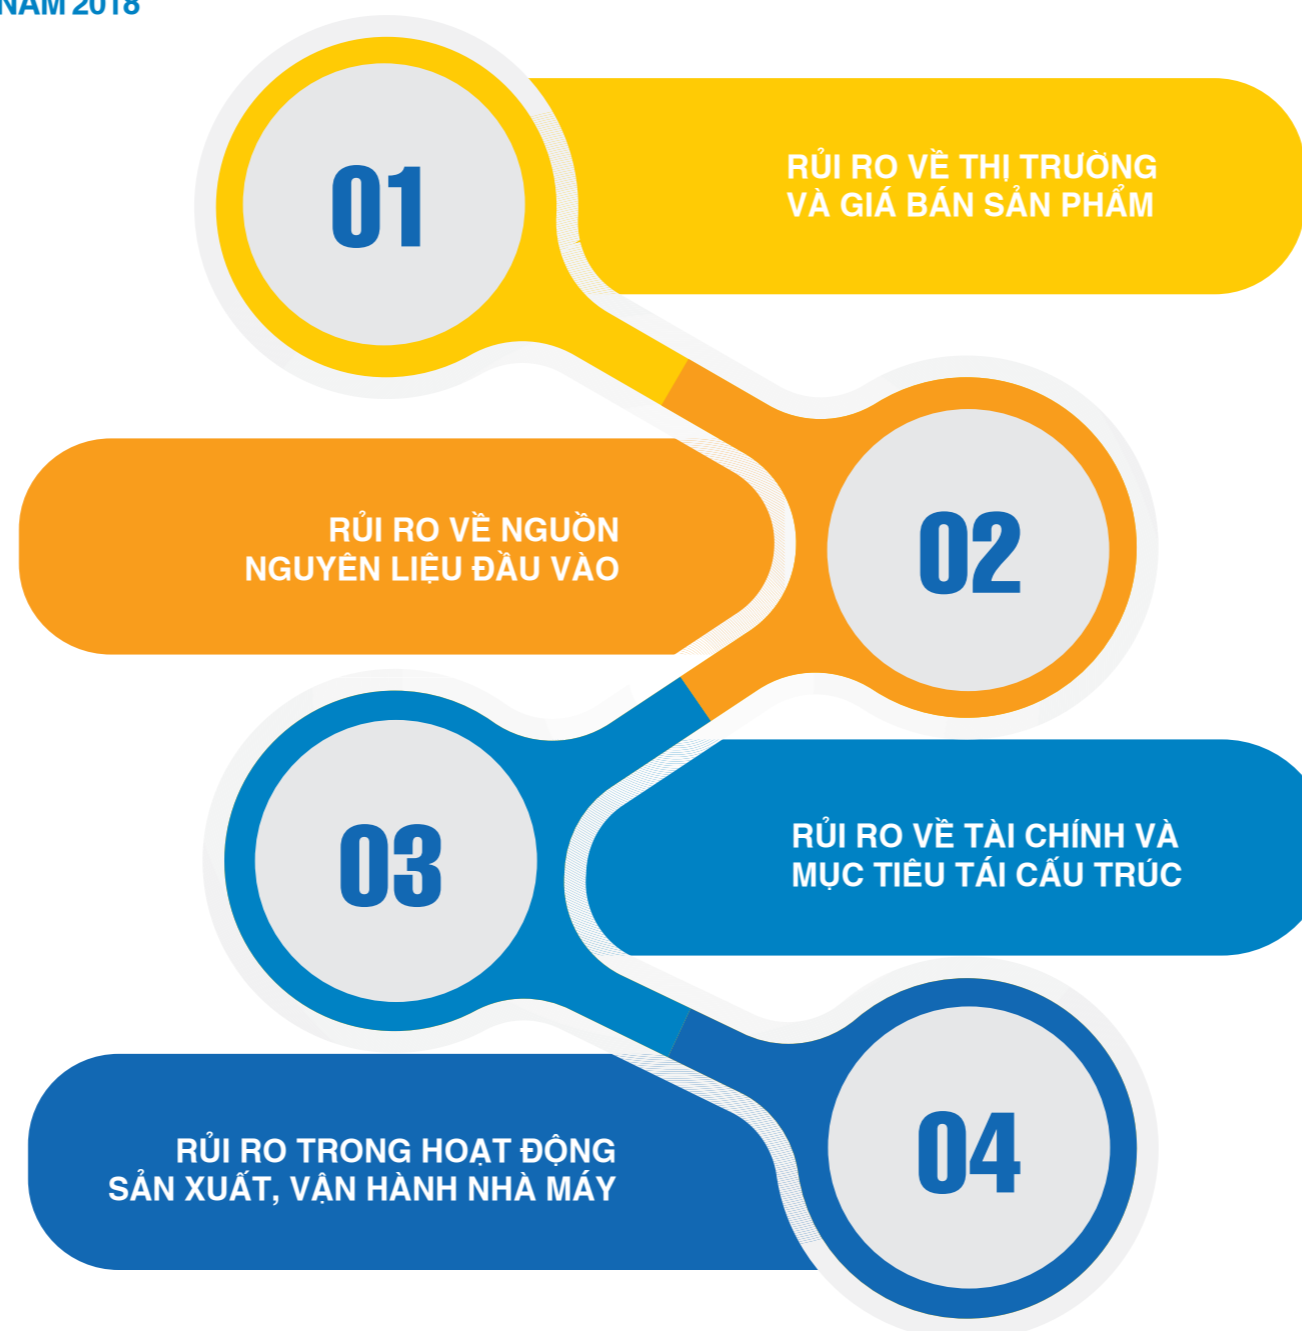 NĂM 2018
01
RỦI RO VỀ THỊ TRƯỜNG
VÀ GIÁ BÁN SẢN PHẨM
RỦI RO VỀ NGUỒN
NGUYÊN LIỆU ĐẦU VÀO
02
03
RỦI RO VỀ TÀI CHÍNH VÀ
MỤC TIÊU TÁI CẤU TRÚC
RỦI RO TRONG HOẠT ĐỘNG
SẢN XUẤT, VẬN HÀNH NHÀ MÁY
04